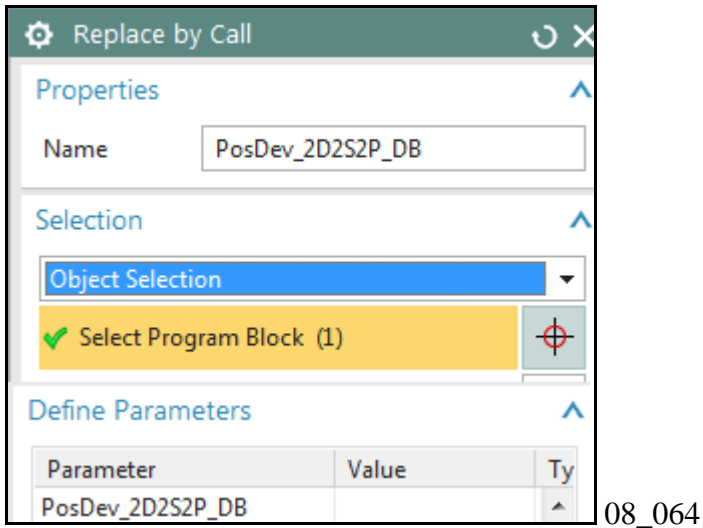 Replace by Call
Properties
Name PosDev_2D2S2P_DB
Selection
Object Selection
Select Program Block (1)
Define Parameters
Parameter Value Ty
PosDev_2D2S2P_DB
08_064